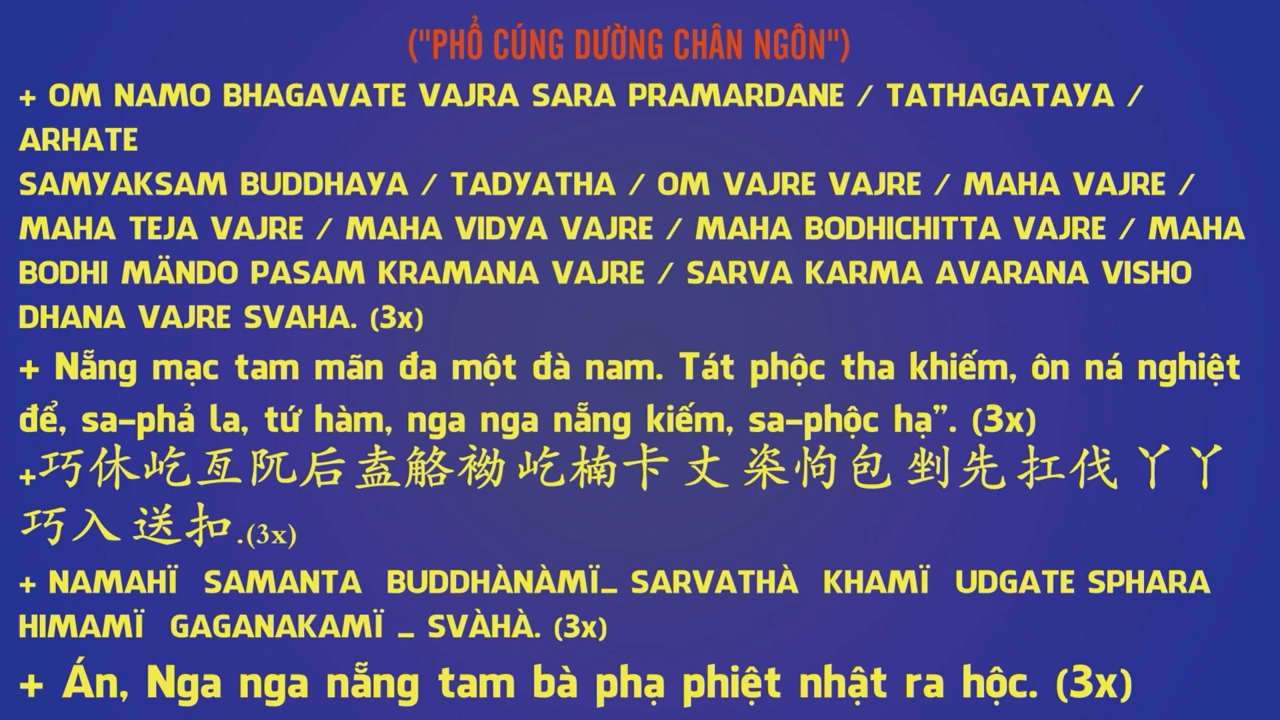 ("PHỔ CÚNG DƯỜNG CHÂN NGÔN")
+ OM NAMO BHAGAVATE VAJRA SARA PRAMARDANE / TATHAGATAYA /
ARHATE
SAMYAKSAM BUDDHAYA / TADYATHA / OM VAJRE VAJRE / MAHA VAJRE /
MAHA TEJA VAJRE / MAHA VIDYA VAJRE / MAHA BODHICHITTA VAJRE / MAHA
BODHI MÄNDO PASAM KRAMANA VAJRE / SARVA KARMA AVARANA VISHO
DHANA VAJRE SVAHA. (3x)
+ Nẵng mạc tam mãn đa một đà nam. Tát phộc tha khiếm, ôn ná nghiệt
để, sa-phả la, tứ hàm, nga nga nẵng kiếm, sa-phộc hạ”. (3x)
+巧休屹亙阢后盍觡衪屹楠卡丈栥怐包剉先扛伐丫丫
巧入送扣.(3x)
+ NAMAHÏ SAMANTA BUDDHÀNÀMÏ_ SARVATHÀ KHAMÏ UDGATE SPHARA
HIMAMÏ GAGANAKAMÏ _ SVÀHÀ. (3x)
+ Án, Nga nga nẵng tam bà phạ phiệt nhật ra hộc. (3x)